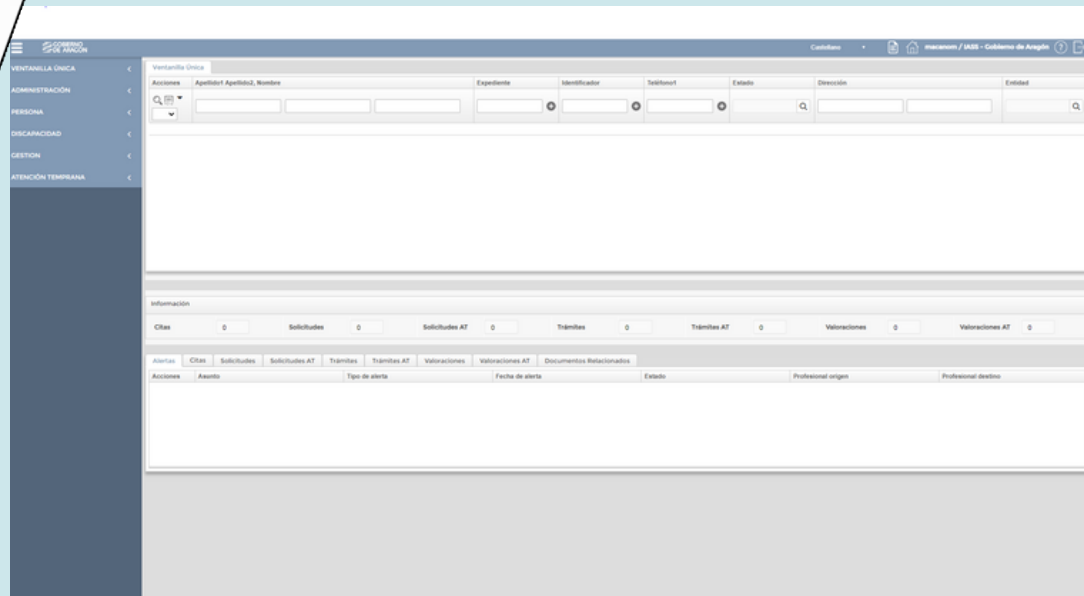 GOBIERNO
DE ARAGÓN
Castellano
macanom / IASS - Gobierno de Aragón
VENTANILLA ÚNICA
ADMINISTRACIÓN
PERSONA
DISCAPACIDAD
GESTION
ATENCIÓN TEMPRANA
Ventanilla Única
Acciones Apellido1 Apellido2, Nombre Expediente Identificador Teléfono1 Estado Dirección Entidad
Información
Citas 0 Solicitudes 0 Solicitudes AT 0 Trámites 0 Trámites AT 0 Valoraciones 0 Valoraciones AT 0
Alertas Citas Solicitudes Solicitudes AT Trámites Trámites AT Valoraciones Valoraciones AT Documentos Relacionados
Acciones Asunto Tipo de alerta Fecha de alerta Estado Profesional origen Profesional destino